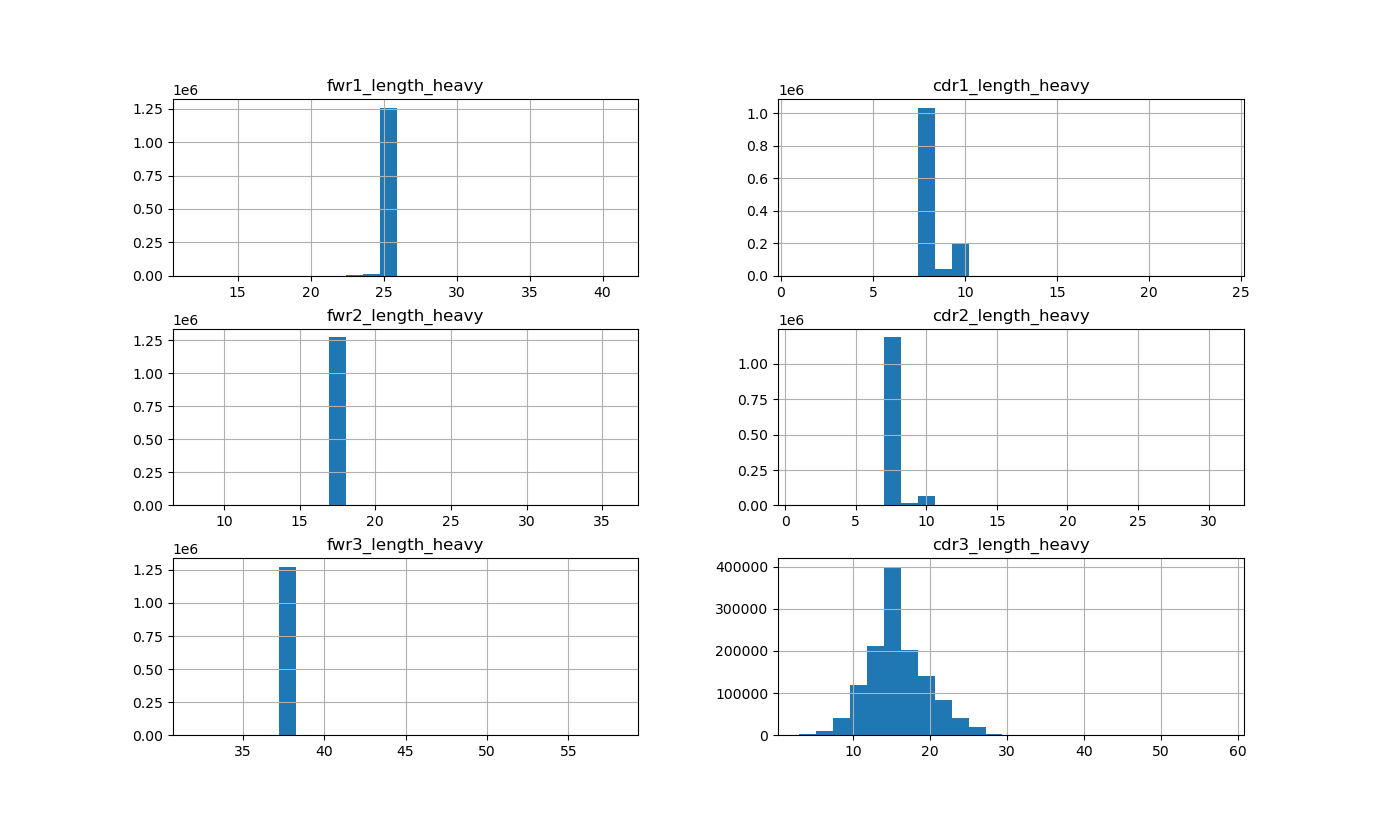 fwr1_length_heavy
1e6
1.25
1.00
0.75
0.50
0.25
0.00
15 20 25 30 35 40
cdr1_length_heavy
1e6
1.0
0.8
0.6
0.4
0.2
0.0
0 5 10 15 20 25
fwr2_length_heavy
1e6
1.25
1.00
0.75
0.50
0.25
0.00
10 15 20 25 30 35
cdr2_length_heavy
1e6
1.00
0.75
0.50
0.25
0.00
0 5 10 15 20 25 30
fwr3_length_heavy
1e6
1.25
1.00
0.75
0.50
0.25
0.00
35 40 45 50 55
cdr3_length_heavy
400000
300000
200000
100000
0
10 20 30 40 50 60